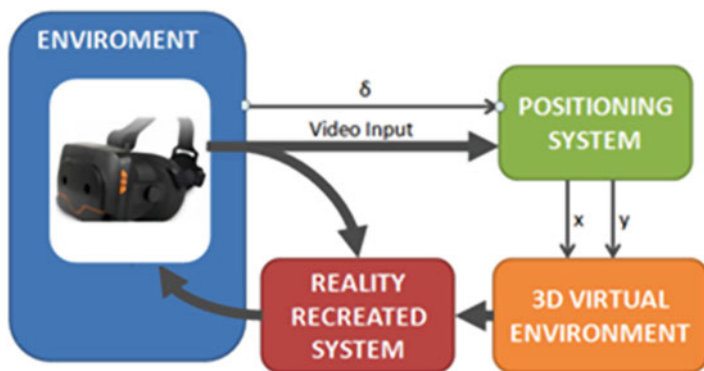 ENVIROMENT
δ
Video Input
POSITIONING
SYSTEM
x
y
REALITY
RECREATED
SYSTEM
3D VIRTUAL
ENVIRONMENT